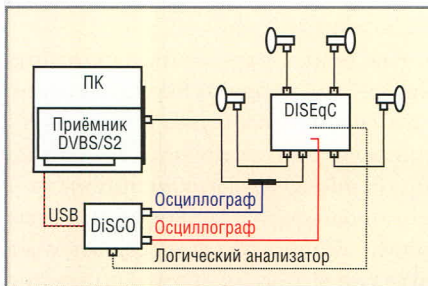 ПК
Приёмник
DVBS/S2
DISEqC
USB
DiSCO
Осциллограф
Осциллограф
Логический анализатор